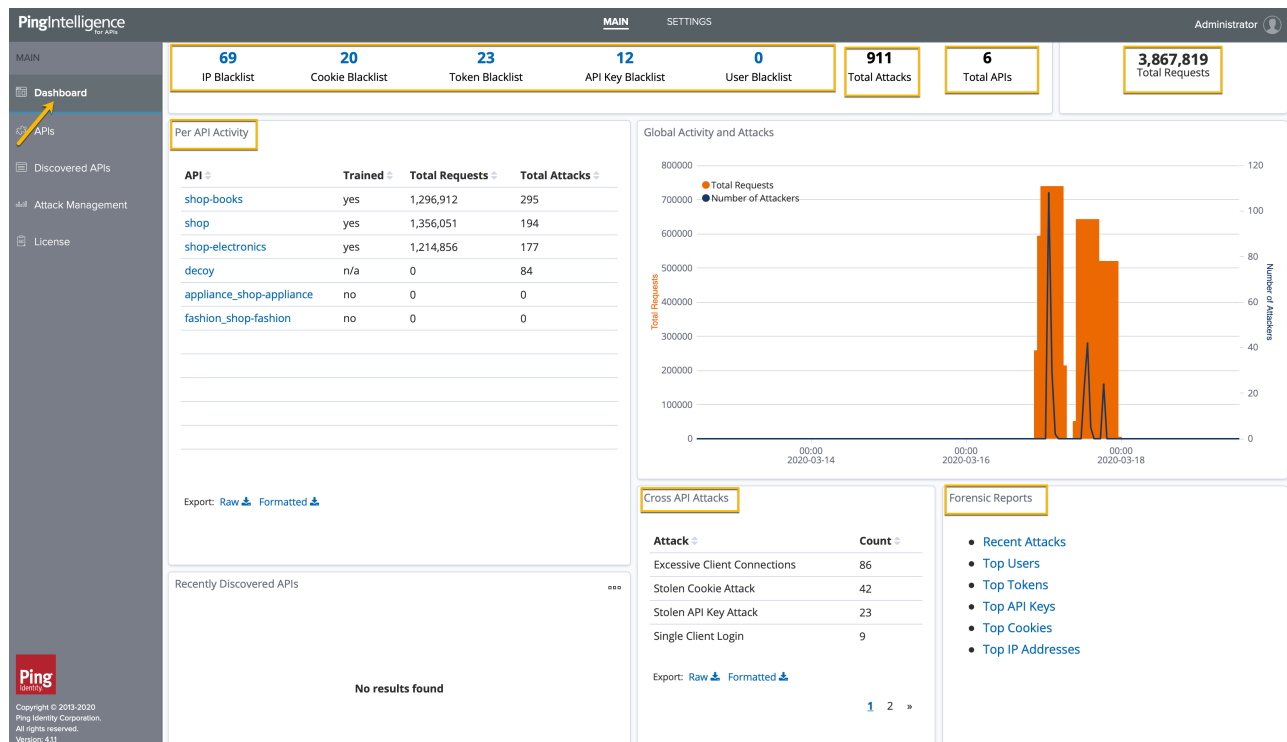 PingIntelligence
for APIs
MAIN
SETTINGS
Administrator
MAIN
Dashboard
APIs
Discovered APIs
Attack Management
License
69
IP Blacklist
20
Cookie Blacklist
23
Token Blacklist
12
API Key Blacklist
0
User Blacklist
911
Total Attacks
6
Total APIs
3,867,819
Total Requests
Per API Activity
API Trained Total Requests Total Attacks
shop-books yes 1,296,912 295
shop yes 1,356,051 194
shop-electronics yes 1,214,856 177
decoy n/a 0 84
appliance_shop-appliance no 0 0
fashion_shop-fashion no 0 0
Export: Raw Formatted
Global Activity and Attacks
Total Requests
Number of Attackers
800000
700000
600000
500000
400000
300000
200000
100000
0
Total Requests
120
100
80
60
40
20
0
Number of Attackers
00:00
2020-03-14
00:00
2020-03-16
00:00
2020-03-18
Recently Discovered APIs
No results found
Cross API Attacks
Attack Count
Excessive Client Connections 86
Stolen Cookie Attack 42
Stolen API Key Attack 23
Single Client Login 9
Export: Raw Formatted
1 2 »
Forensic Reports
• Recent Attacks
• Top Users
• Top Tokens
• Top API Keys
• Top Cookies
• Top IP Addresses
Ping
Identity
Copyright © 2013-2020
Ping Identity Corporation.
All rights reserved.
Version: 4.1.1